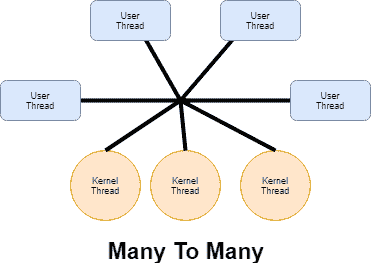 User
Thread
User
Thread
User
Thread
User
Thread
Kernel
Thread
Kernel
Thread
Kernel
Thread
Many To Many